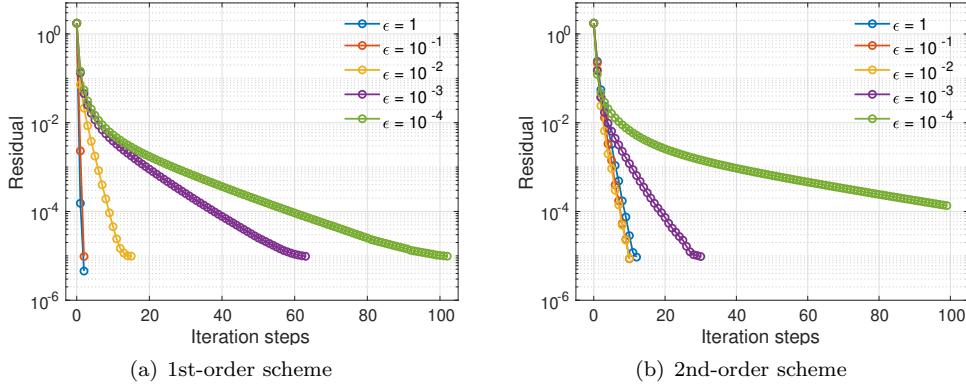 10^0
10^-2
10^-4
10^-6
Residual
0
20
40
60
80
100
Iteration steps
ϵ = 1
ϵ = 10^-1
ϵ = 10^-2
ϵ = 10^-3
ϵ = 10^-4
(a) 1st-order scheme
10^0
10^-2
10^-4
10^-6
Residual
0
20
40
60
80
100
Iteration steps
ϵ = 1
ϵ = 10^-1
ϵ = 10^-2
ϵ = 10^-3
ϵ = 10^-4
(b) 2nd-order scheme